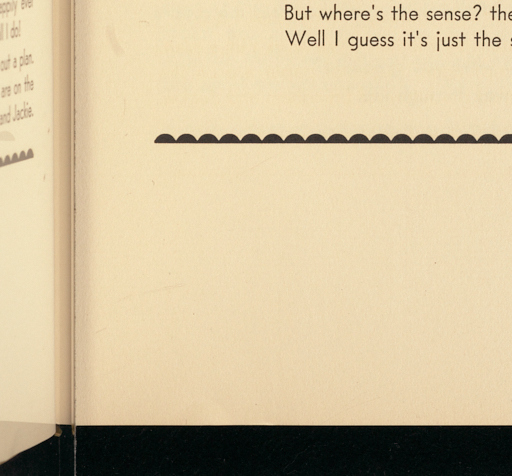 appily ever
ll I do!
out a plan.
are on the
and Jackie.
But where's the sense? the
Well I guess it's just the s